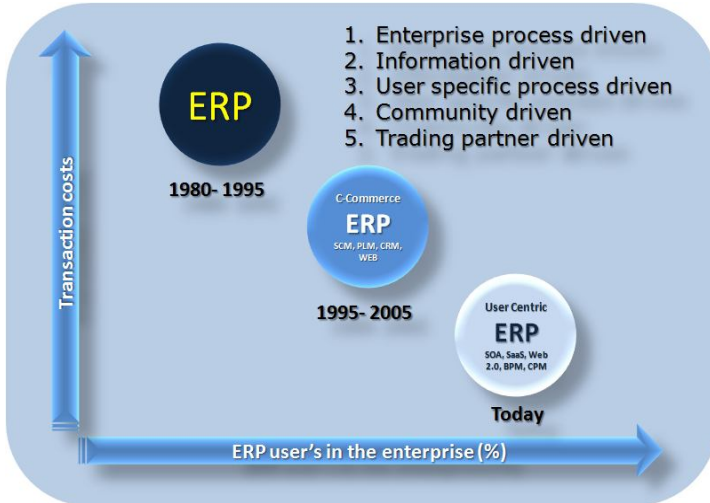 1. Enterprise process driven
2. Information driven
3. User specific process driven
4. Community driven
5. Trading partner driven
ERP
1980- 1995
C-Commerce
ERP
SCM, PLM, CRM,
WEB
1995- 2005
User Centric
ERP
SOA, SaaS, Web
2.0, BPM, CPM
Today
Transaction costs
ERP user's in the enterprise (%)